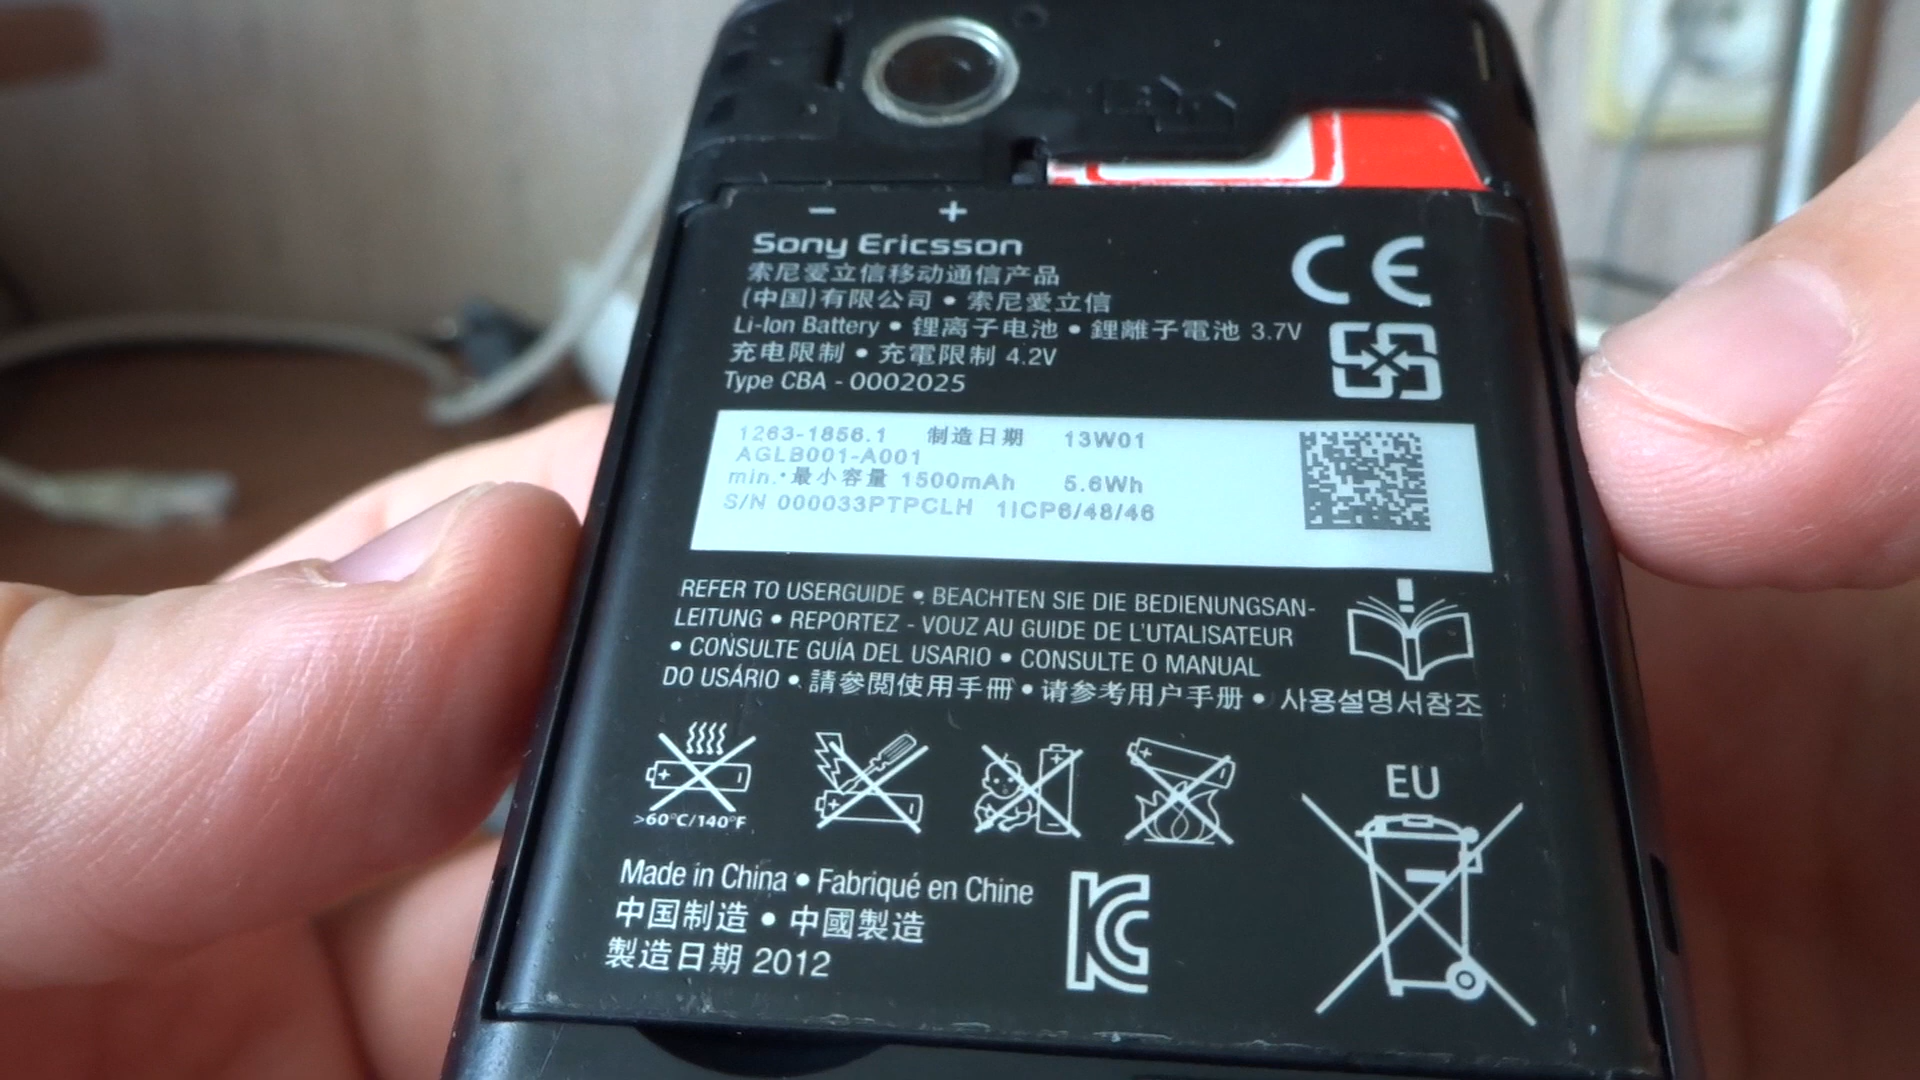 − +
Sony Ericsson
索尼爱立信移动通信产品
(中国)有限公司 • 索尼爱立信
Li-Ion Battery • 锂离子电池 • 鋰離子電池 3.7V
充电限制 • 充電限制 4.2V
Type CBA - 0002025
1263-1856.1 制造日期 13W01
AGLB001-A001
min.·最小容量 1500mAh 5.6Wh
S/N 000033PTPCLH 1ICP6/48/46
REFER TO USERGUIDE • BEACHTEN SIE DIE BEDIENUNGSAN-
LEITUNG • REPORTEZ - VOUZ AU GUIDE DE L'UTALISATEUR
• CONSULTE GUÍA DEL USARIO • CONSULTE O MANUAL
DO USÁRIO • 請參閱使用手冊 • 请参考用户手册 • 사용설명서참조
>60°C/140°F
EU
Made in China • Fabriqué en Chine
中国制造 • 中國製造
製造日期 2012